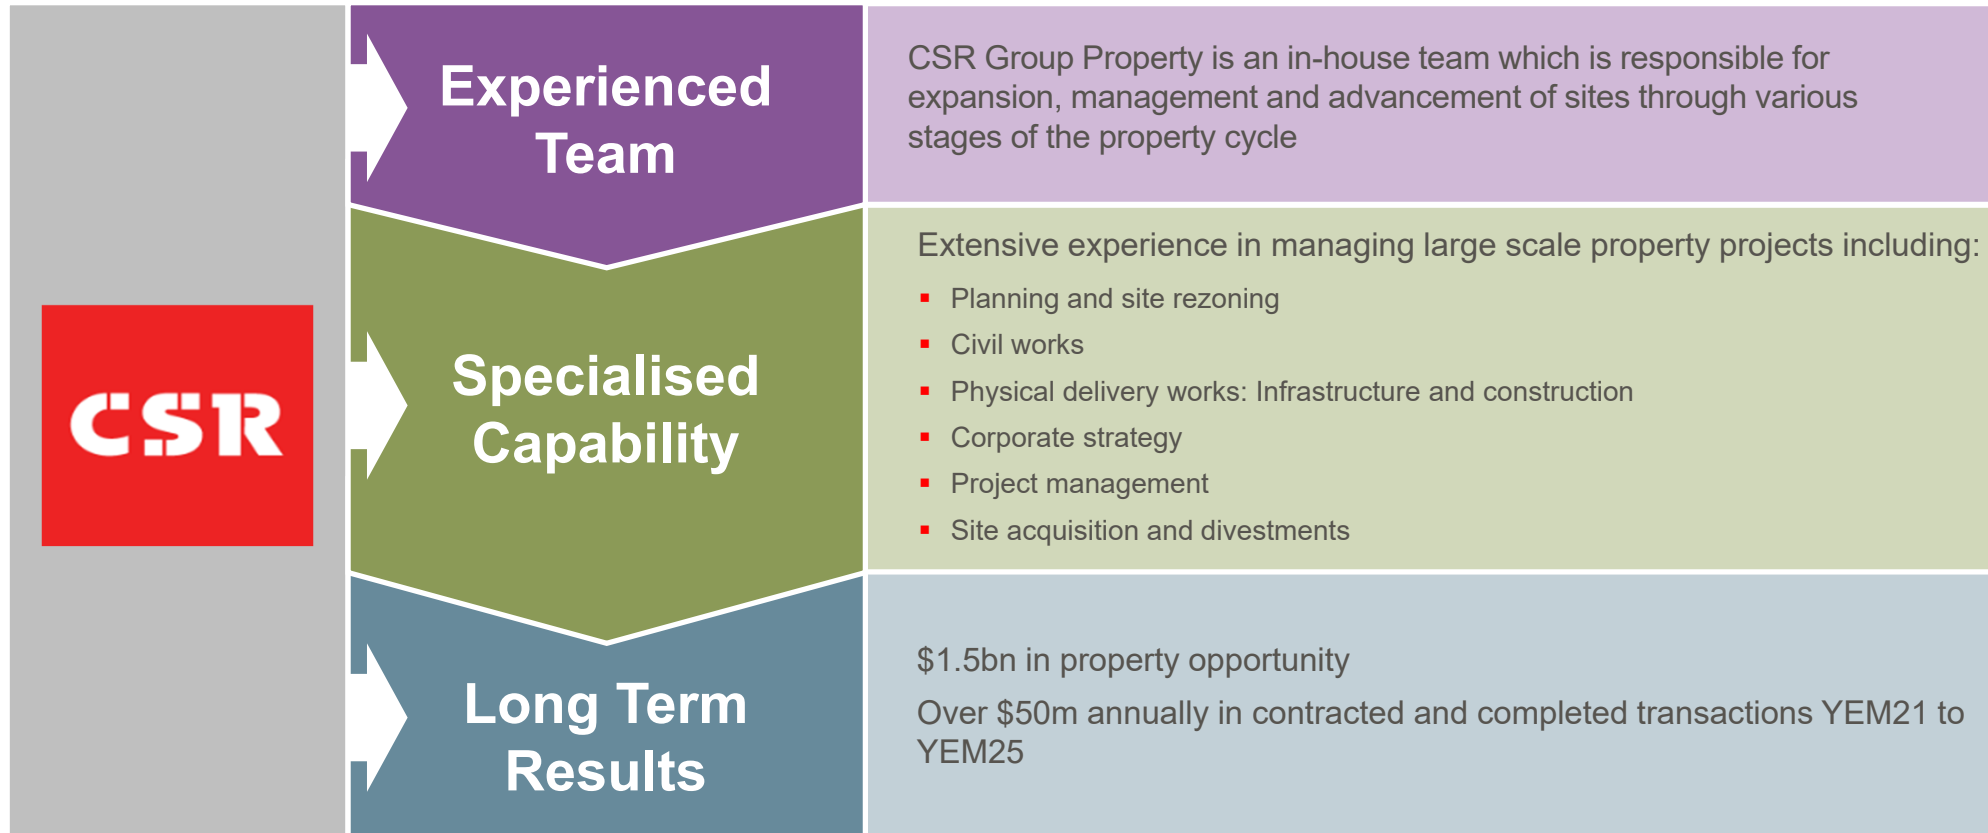 CSR
Experienced
Team
CSR Group Property is an in-house team which is responsible for
expansion, management and advancement of sites through various
stages of the property cycle
Specialised
Capability
Extensive experience in managing large scale property projects including:
▪ Planning and site rezoning
▪ Civil works
▪ Physical delivery works: Infrastructure and construction
▪ Corporate strategy
▪ Project management
▪ Site acquisition and divestments
Long Term
Results
$1.5bn in property opportunity
Over $50m annually in contracted and completed transactions YEM21 to
YEM25